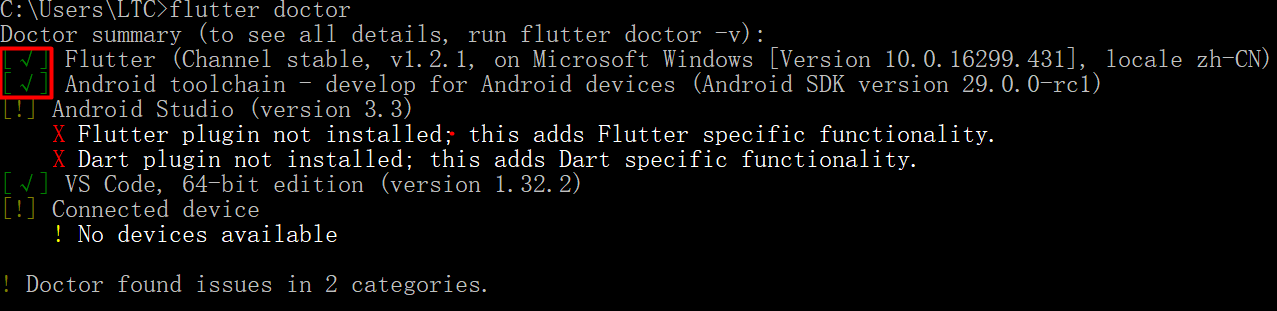 C:\Users\LTC>flutter doctor
Doctor summary (to see all details, run flutter doctor -v):
[√] Flutter (Channel stable, v1.2.1, on Microsoft Windows [Version 10.0.16299.431], locale zh-CN)
[√] Android toolchain - develop for Android devices (Android SDK version 29.0.0-rc1)
[!] Android Studio (version 3.3)
X Flutter plugin not installed; this adds Flutter specific functionality.
X Dart plugin not installed; this adds Dart specific functionality.
[√] VS Code, 64-bit edition (version 1.32.2)
[!] Connected device
! No devices available
! Doctor found issues in 2 categories.